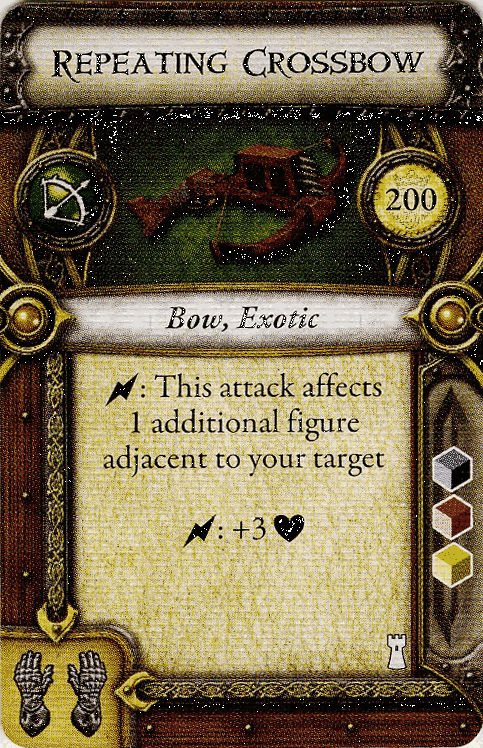 Repeating Crossbow
200
Bow, Exotic
: This attack affects
1 additional figure
adjacent to your target
: +3